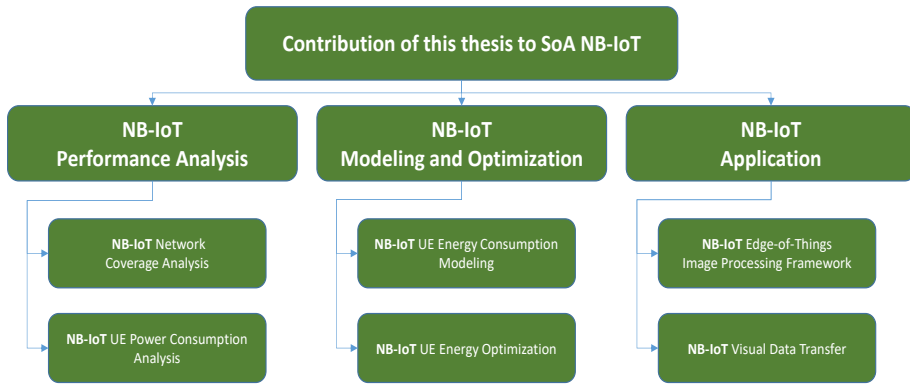 Contribution of this thesis to SoA NB-IoT
NB-IoT
Performance Analysis
NB-IoT
Modeling and Optimization
NB-IoT
Application
NB-IoT Network
Coverage Analysis
NB-IoT UE Energy Consumption
Modeling
NB-IoT Edge-of-Things
Image Processing Framework
NB-IoT UE Power Consumption
Analysis
NB-IoT UE Energy Optimization
NB-IoT Visual Data Transfer